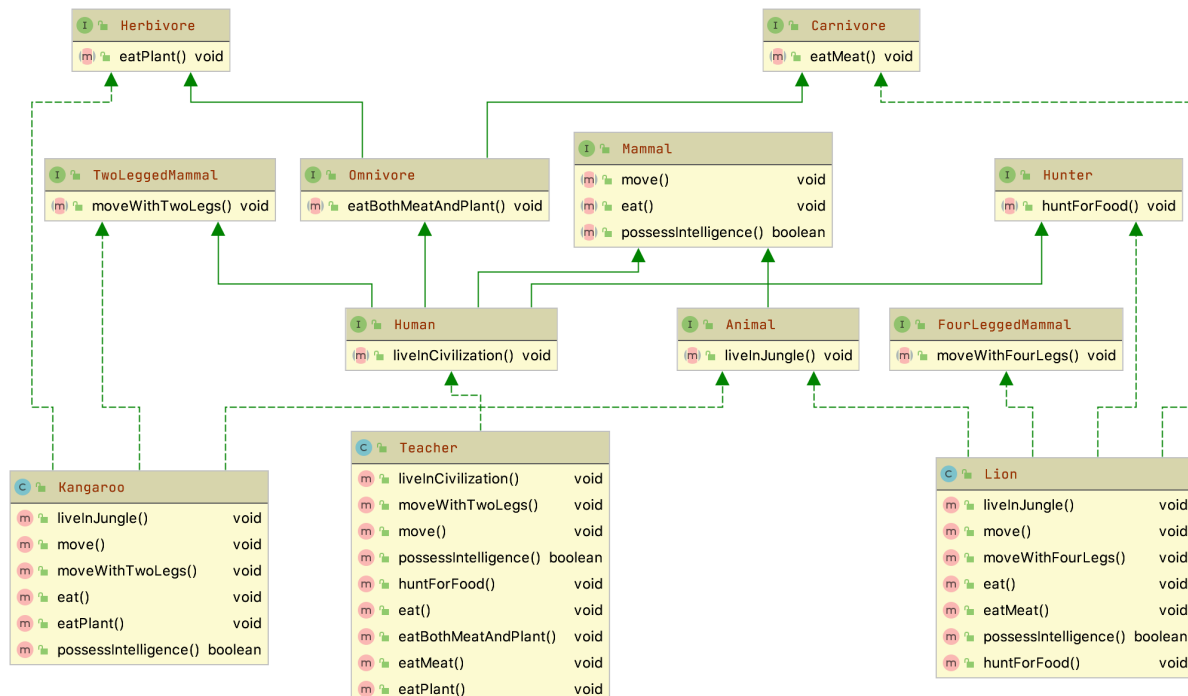 I Herbivore
m eatPlant() void
I Carnivore
m eatMeat() void
I TwoLeggedMammal
m moveWithTwoLegs() void
I Omnivore
m eatBothMeatAndPlant() void
I Mammal
m move() void
m eat() void
m possessIntelligence() boolean
I Hunter
m huntForFood() void
I Human
m liveInCivilization() void
I Animal
m liveInJungle() void
I FourLeggedMammal
m moveWithFourLegs() void
C Kangaroo
m liveInJungle() void
m move() void
m moveWithTwoLegs() void
m eat() void
m eatPlant() void
m possessIntelligence() boolean
C Teacher
m liveInCivilization() void
m moveWithTwoLegs() void
m move() void
m possessIntelligence() boolean
m huntForFood() void
m eat() void
m eatBothMeatAndPlant() void
m eatMeat() void
m eatPlant() void
C Lion
m liveInJungle() void
m move() void
m moveWithFourLegs() void
m eat() void
m eatMeat() void
m possessIntelligence() boolean
m huntForFood() void